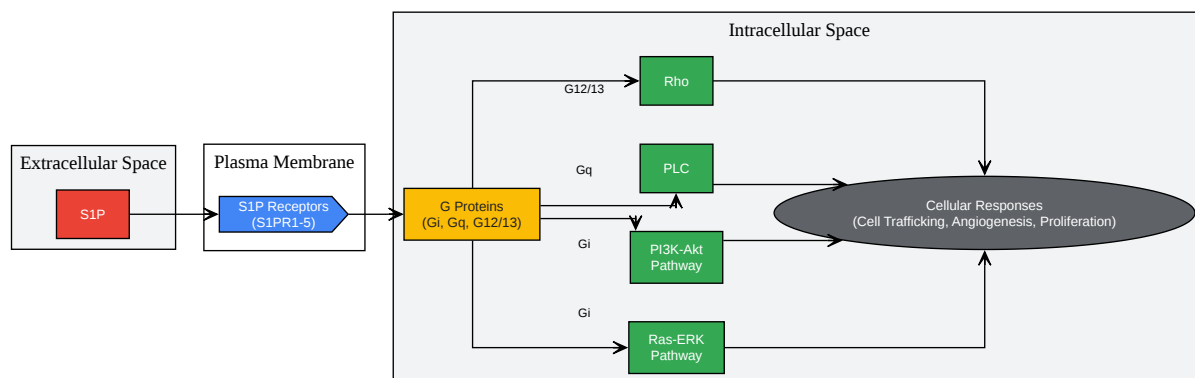 Intracellular Space
G12/13
Rho
Extracellular Space
Plasma Membrane
S1P
S1P Receptors
(S1PR1-5)
G Proteins
(Gi, Gq, G12/13)
Gq
PLC
Gi
PI3K-Akt
Pathway
Gi
Ras-ERK
Pathway
Cellular Responses
(Cell Trafficking, Angiogenesis, Proliferation)